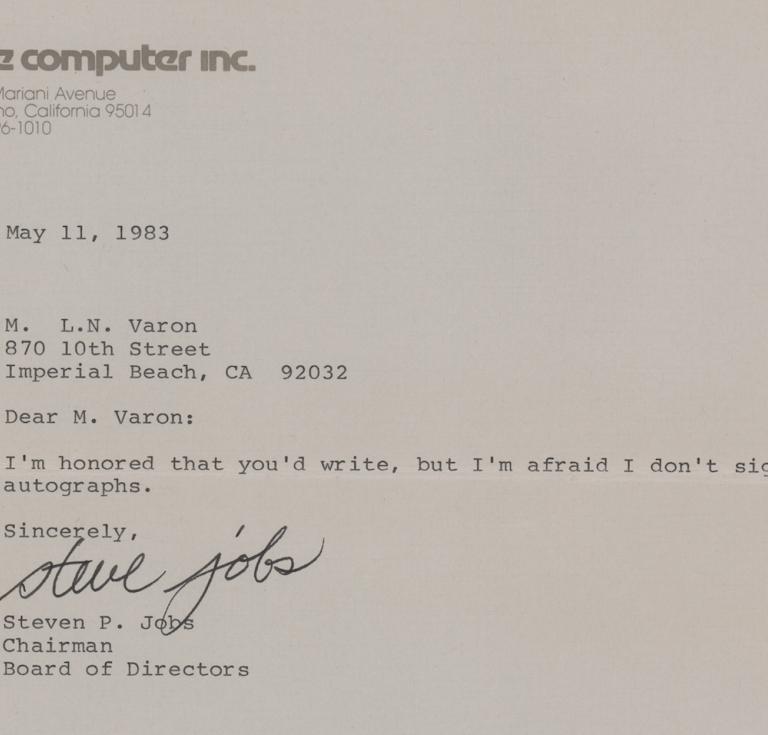 computer inc.
Mariani Avenue
no, California 95014
6-1010
May 11, 1983
M. L.N. Varon
870 10th Street
Imperial Beach, CA 92032
Dear M. Varon:
I'm honored that you'd write, but I'm afraid I don't sig
autographs.
Sincerely,
steve jobs
Steven P. Jobs
Chairman
Board of Directors